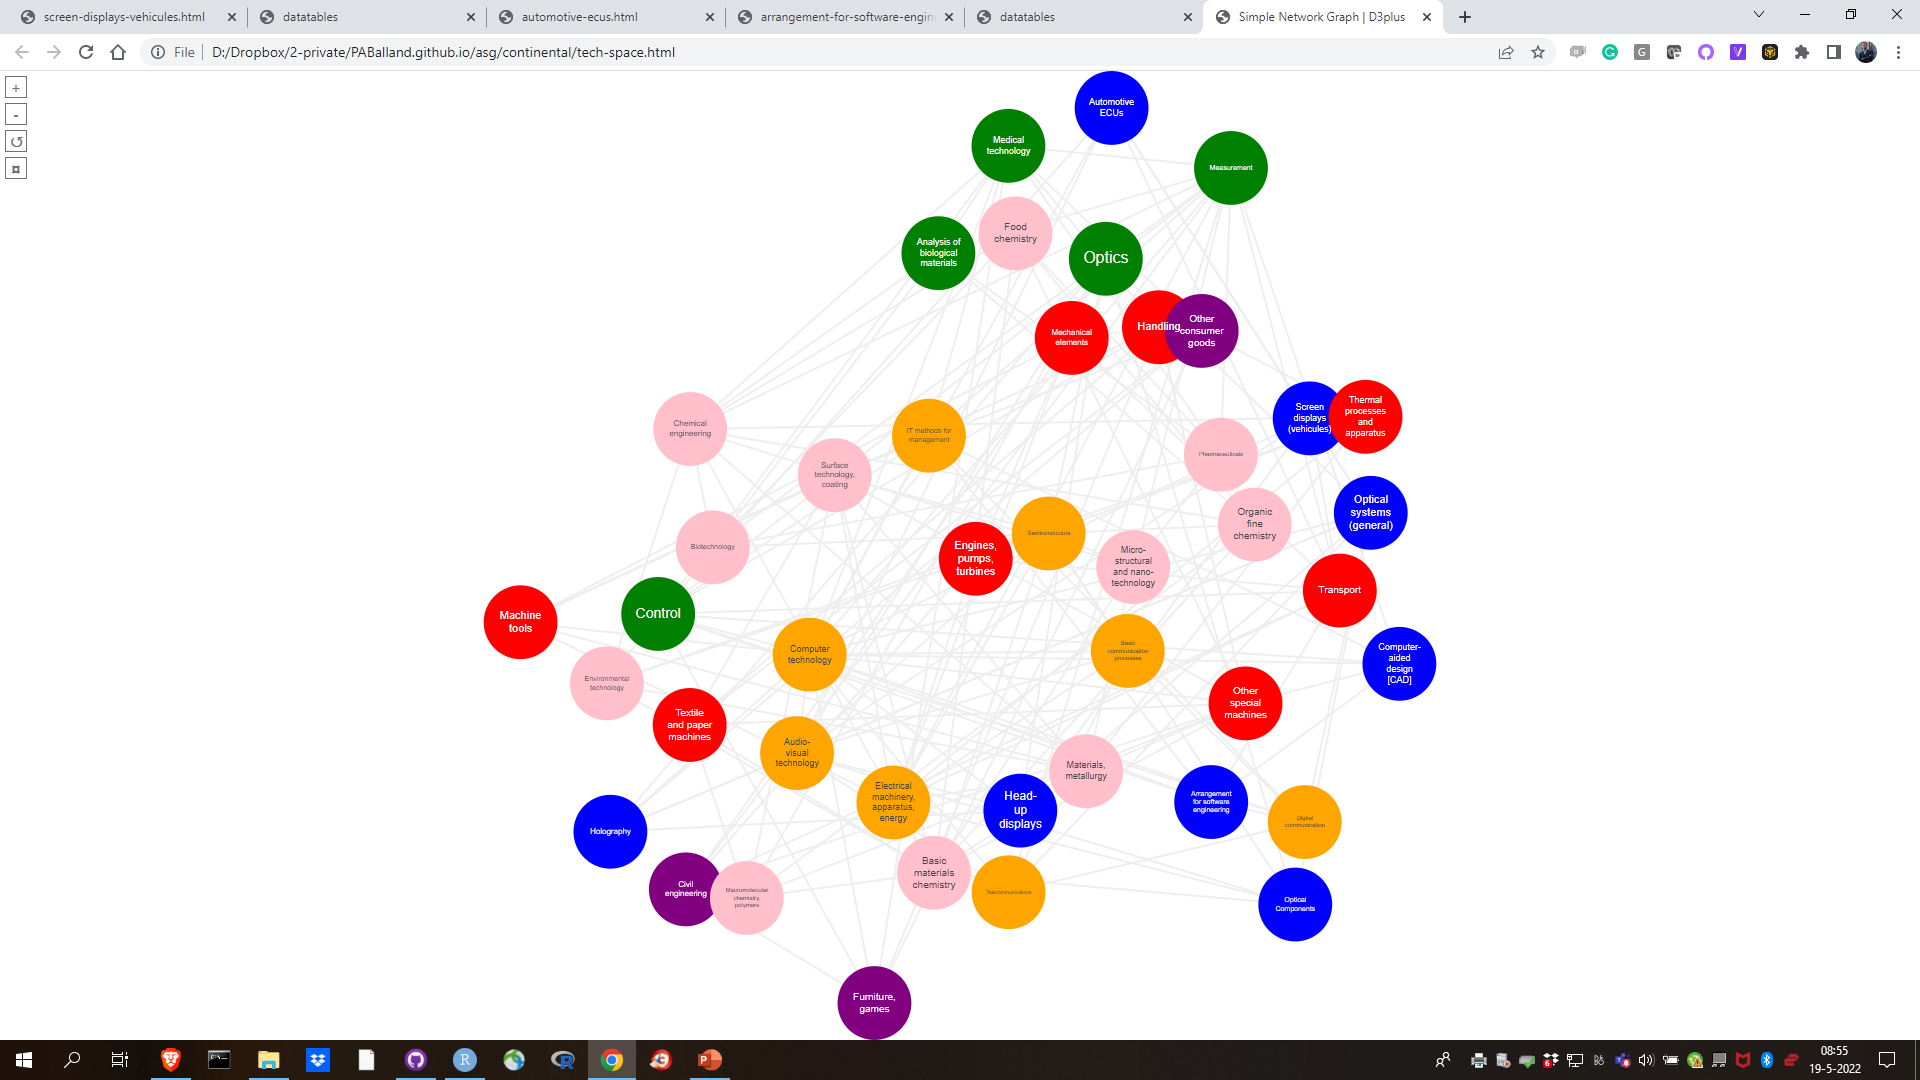 screen-displays-vehicules.html
datatables
automotive-ecus.html
arrangement-for-software-engin
datatables
Simple Network Graph | D3plus
File
D:/Dropbox/2-private/PABalland.github.io/asg/continental/tech-space.html
+
-
Automotive
ECUs
Medical
technology
Measurement
Food
chemistry
Analysis of
biological
materials
Optics
Mechanical
elements
Handling
Other
consumer
goods
Screen
displays
(vehicules)
Thermal
processes
and
apparatus
Chemical
engineering
IT methods for
management
Surface
technology,
coating
Pharmaceuticals
Optical
systems
(general)
Organic
fine
chemistry
Semiconductors
Biotechnology
Engines,
pumps,
turbines
Micro-
structural
and nano-
technology
Transport
Machine
tools
Control
Computer
technology
Basic
communication
processes
Computer-
aided
design
[CAD]
Environmental
technology
Other
special
machines
Textile
and paper
machines
Audio-
visual
technology
Materials,
metallurgy
Electrical
machinery,
apparatus,
energy
Head-
up
displays
Arrangement
for software
engineering
Digital
communication
Holography
Basic
materials
chemistry
Civil
engineering
Macromolecular
chemistry,
polymers
Telecommunications
Optical
Components
Furniture,
games
08:55
19-5-2022